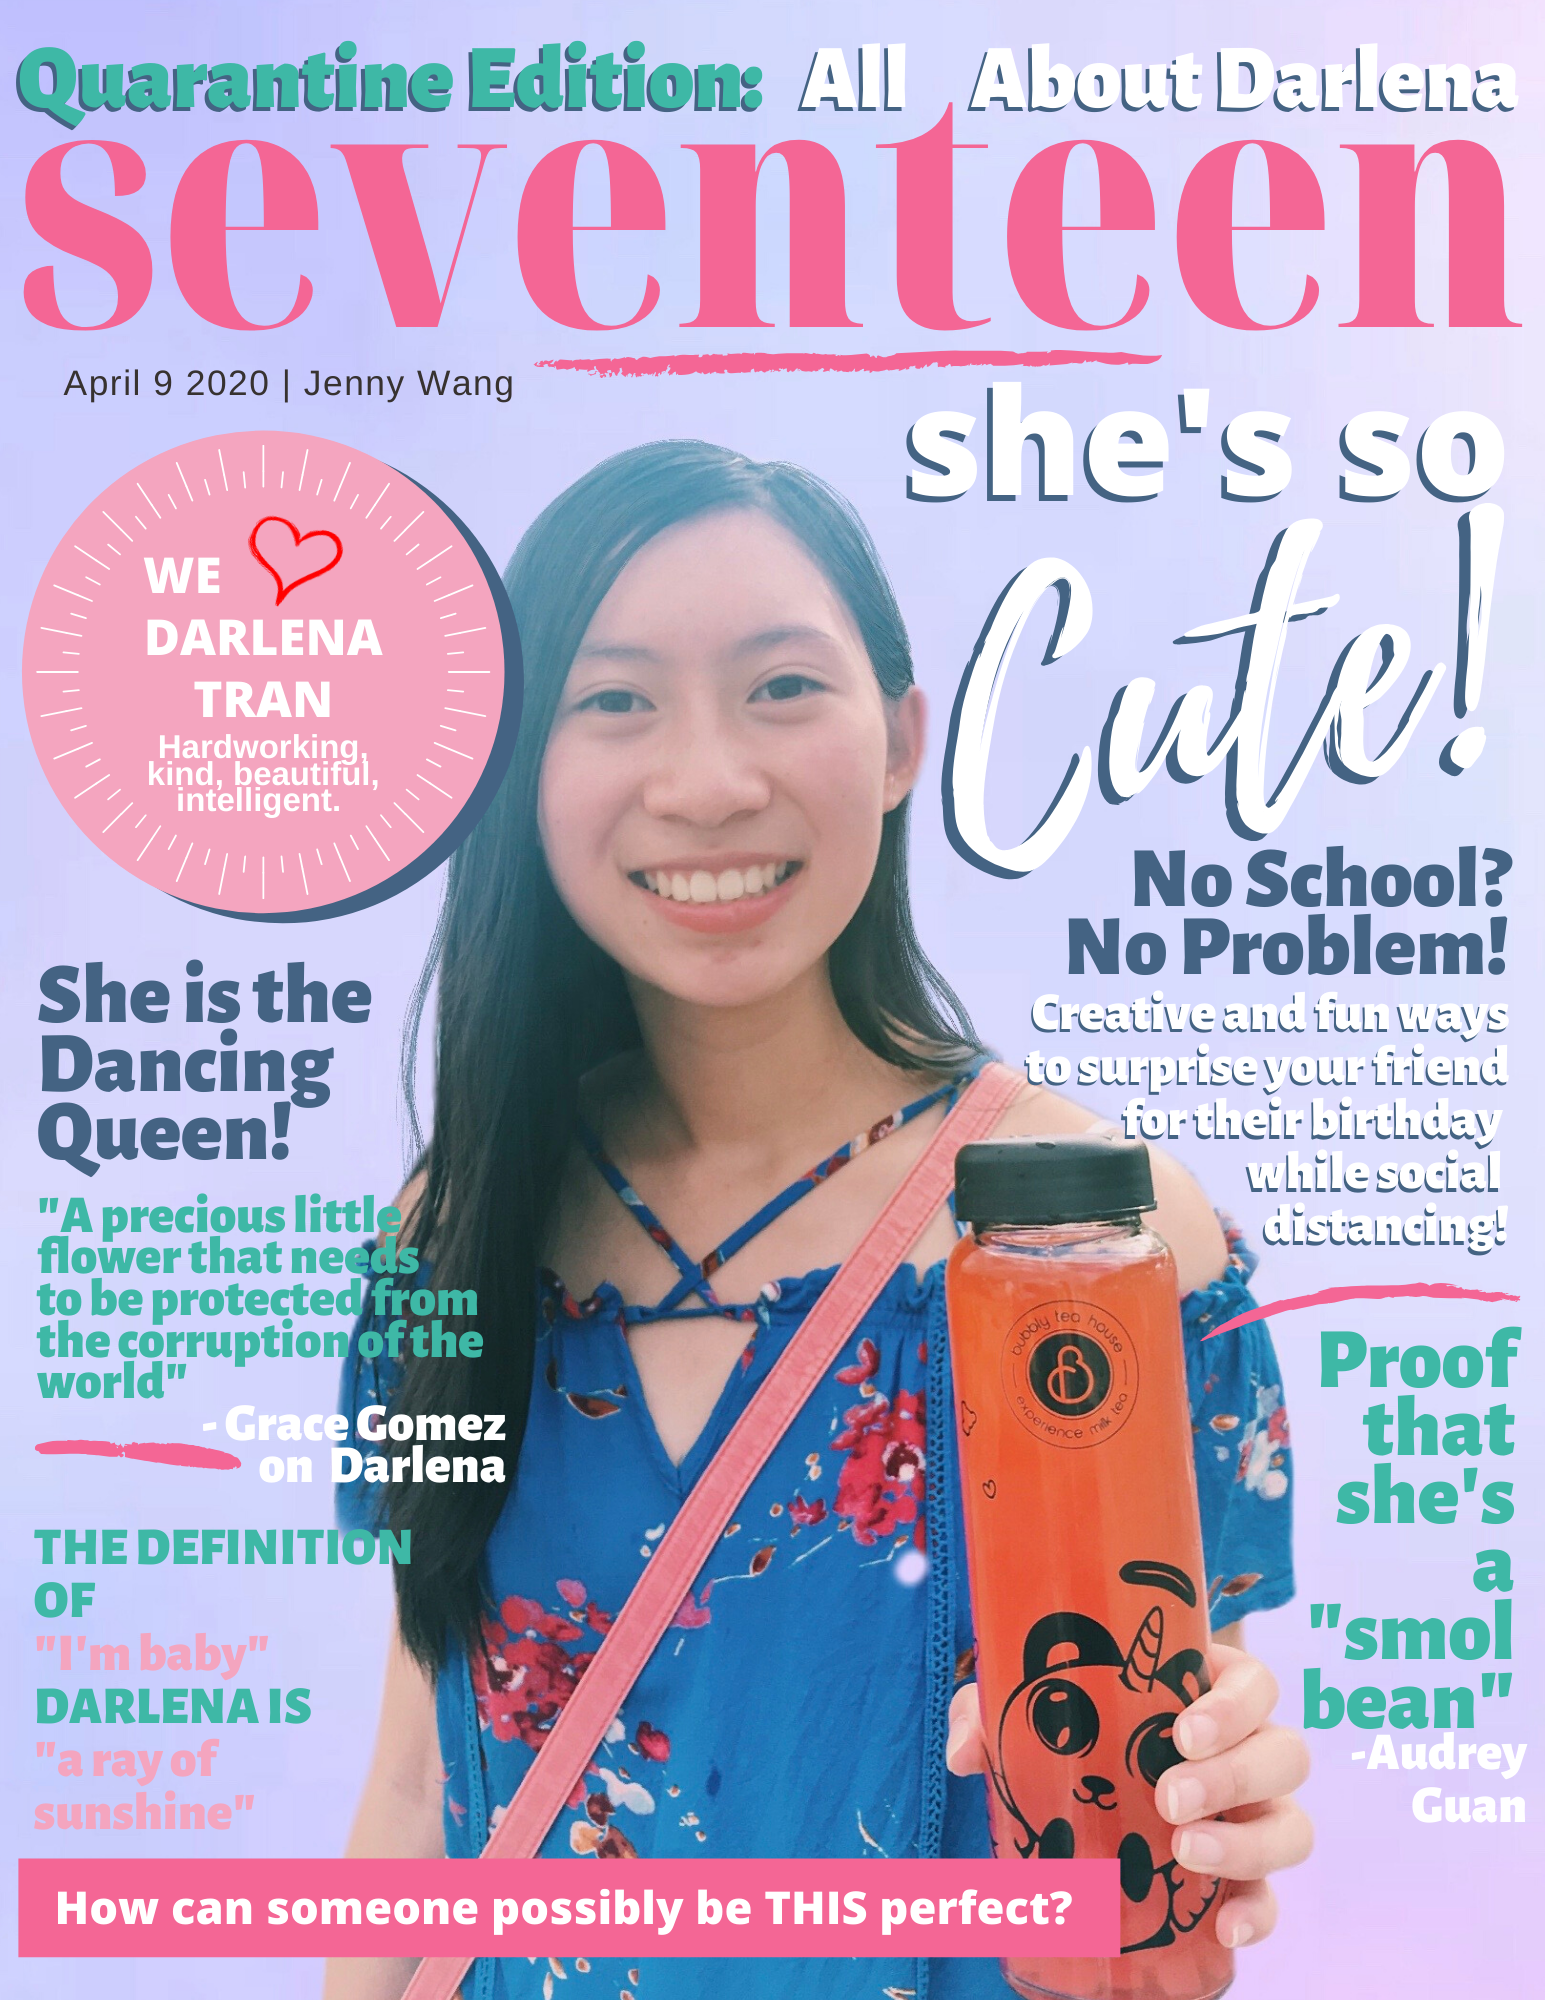 Quarantine Edition: All About Darlena
seventeen
April 9 2020 | Jenny Wang
she's so
Cute!
WE
DARLENA
TRAN
Hardworking,
kind, beautiful,
intelligent.
No School?
No Problem!
Creative and fun ways
to surprise your friend
for their birthday
while social
distancing!
She is the
Dancing
Queen!
"A precious little
flower that needs
to be protected from
the corruption of the
world"
- Grace Gomez
on Darlena
bubbly tea house
experience milk tea
Proof
that
she's
a
"smol
bean"
-Audrey
Guan
THE DEFINITION
OF
"I'm baby"
DARLENA IS
"a ray of
sunshine"
How can someone possibly be THIS perfect?